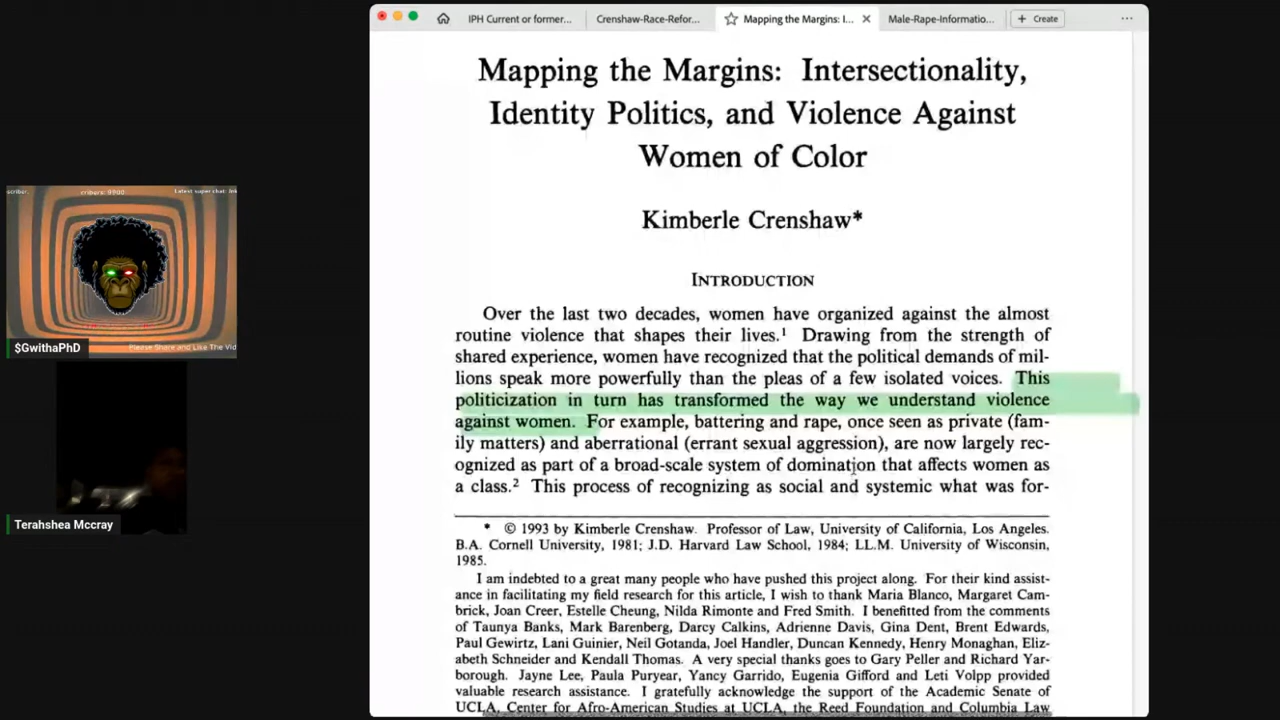 IPH Current or former...
Crenshaw-Race-Refor...
Mapping the Margins: I...
Male-Rape-Informatio...
+ Create
Mapping the Margins: Intersectionality,
Identity Politics, and Violence Against
Women of Color
Kimberle Crenshaw*
INTRODUCTION
Over the last two decades, women have organized against the almost
routine violence that shapes their lives.¹ Drawing from the strength of
shared experience, women have recognized that the political demands of mil-
lions speak more powerfully than the pleas of a few isolated voices. This
politicization in turn has transformed the way we understand violence
against women. For example, battering and rape, once seen as private (fam-
ily matters) and aberrational (errant sexual aggression), are now largely rec-
ognized as part of a broad-scale system of domination that affects women as
a class.² This process of recognizing as social and systemic what was for-
* © 1993 by Kimberle Crenshaw. Professor of Law, University of California, Los Angeles.
B.A. Cornell University, 1981; J.D. Harvard Law School, 1984; LL.M. University of Wisconsin,
1985.
I am indebted to a great many people who have pushed this project along. For their kind assist-
ance in facilitating my field research for this article, I wish to thank Maria Blanco, Margaret Cam-
brick, Joan Creer, Estelle Cheung, Nilda Rimonte and Fred Smith. I benefitted from the comments
of Taunya Banks, Mark Barenberg, Darcy Calkins, Adrienne Davis, Gina Dent, Brent Edwards,
Paul Gewirtz, Lani Guinier, Neil Gotanda, Joel Handler, Duncan Kennedy, Henry Monaghan, Eliz-
abeth Schneider and Kendall Thomas. A very special thanks goes to Gary Peller and Richard Yar-
borough. Jayne Lee, Paula Puryear, Yancy Garrido, Eugenia Gifford and Leti Volpp provided
valuable research assistance. I gratefully acknowledge the support of the Academic Senate of
UCLA, Center for Afro-American Studies at UCLA, the Reed Foundation and Columbia Law
scriber.
cribers: 9900
Latest super chat:
$GwithaPhD
Please Share and Like The Vid
Terahshea Mccray